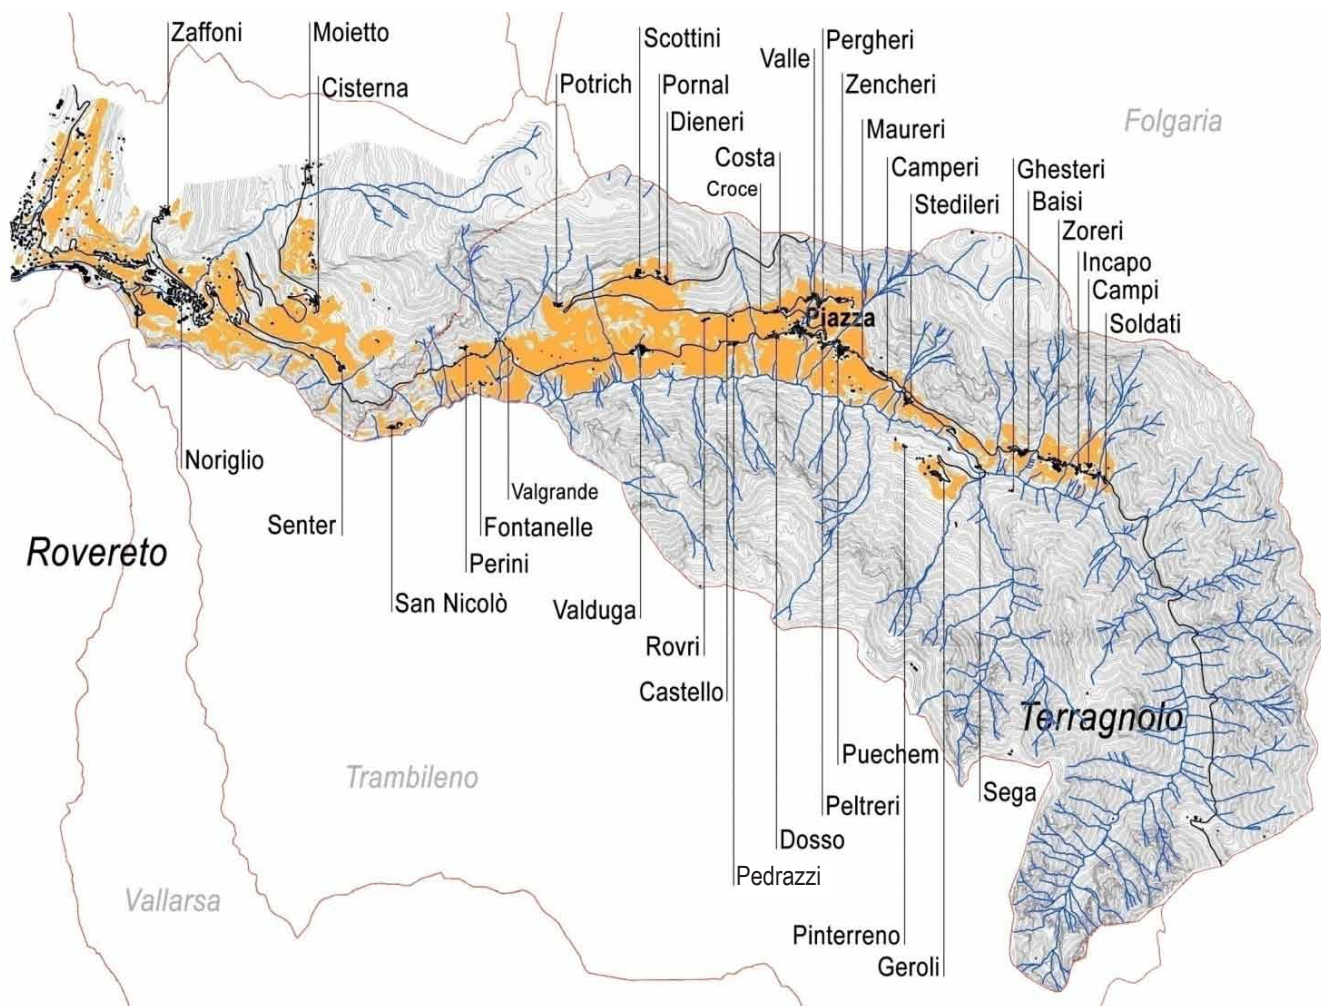 Zaffoni
Moietto
Scottini
Pergheri
Valle
Cisterna
Potrich
Pornal
Zencheri
Dieneri
Folgaria
Maureri
Costa
Camperi
Ghesteri
Croce
Stedileri
Baisi
Zoreri
Incapo
Campi
Soldati
Piazza
Noriglio
Valgrande
Senter
Fontanelle
Rovereto
Perini
San Nicolò
Valduga
Rovri
Castello
Terragnolo
Puechem
Trambileno
Sega
Peltreri
Dosso
Pedrazzi
Vallarsa
Pinterreno
Geroli